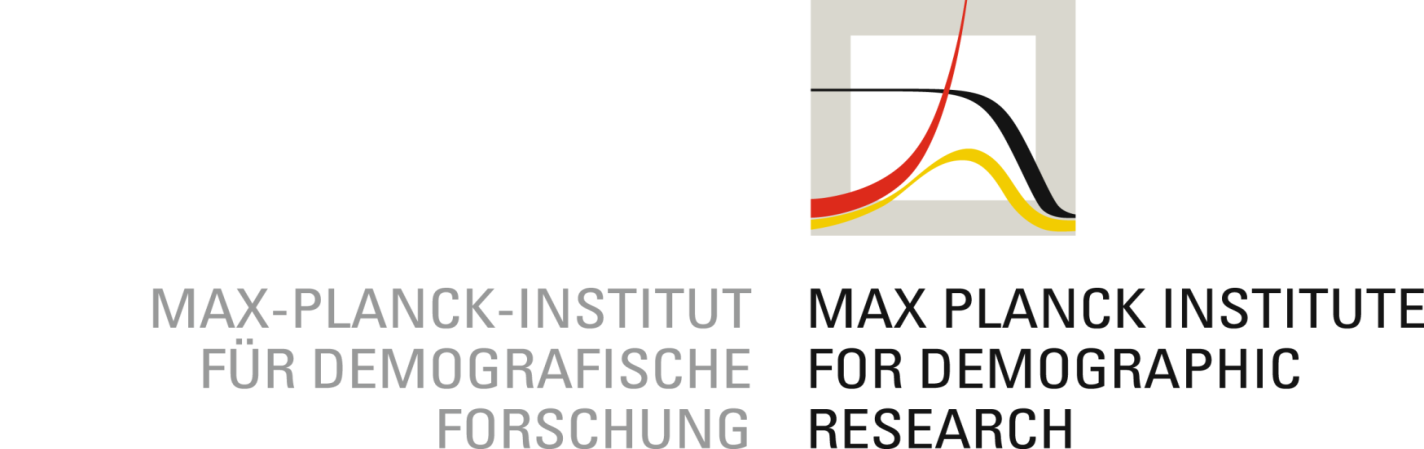 MAX-PLANCK-INSTITUT
FÜR DEMOGRAFISCHE
FORSCHUNG
MAX PLANCK INSTITUTE
FOR DEMOGRAPHIC
RESEARCH